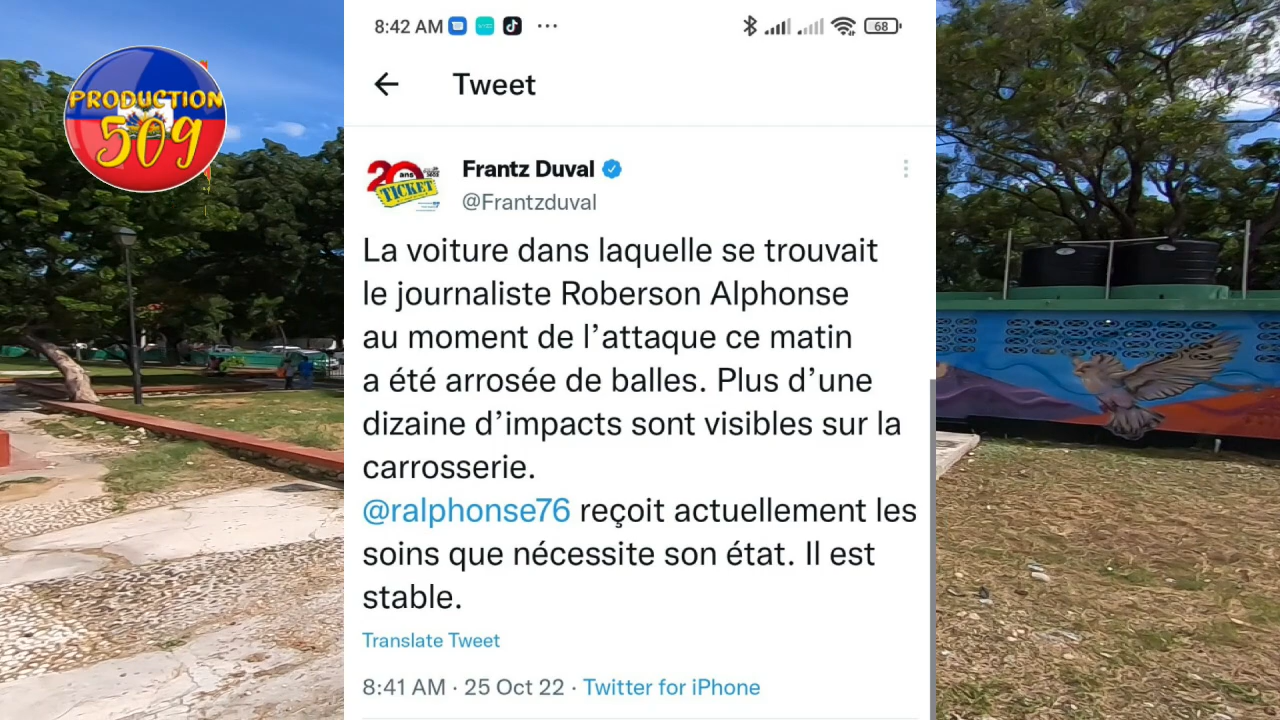 PRODUCTION
509
8:42 AM
68
Tweet
20 ans
TICKET
Frantz Duval
@Frantzduval
La voiture dans laquelle se trouvait
le journaliste Roberson Alphonse
au moment de l’attaque ce matin
a été arrosée de balles. Plus d’une
dizaine d’impacts sont visibles sur la
carrosserie.
@ralphonse76 reçoit actuellement les
soins que nécessite son état. Il est
stable.
Translate Tweet
8:41 AM · 25 Oct 22 · Twitter for iPhone